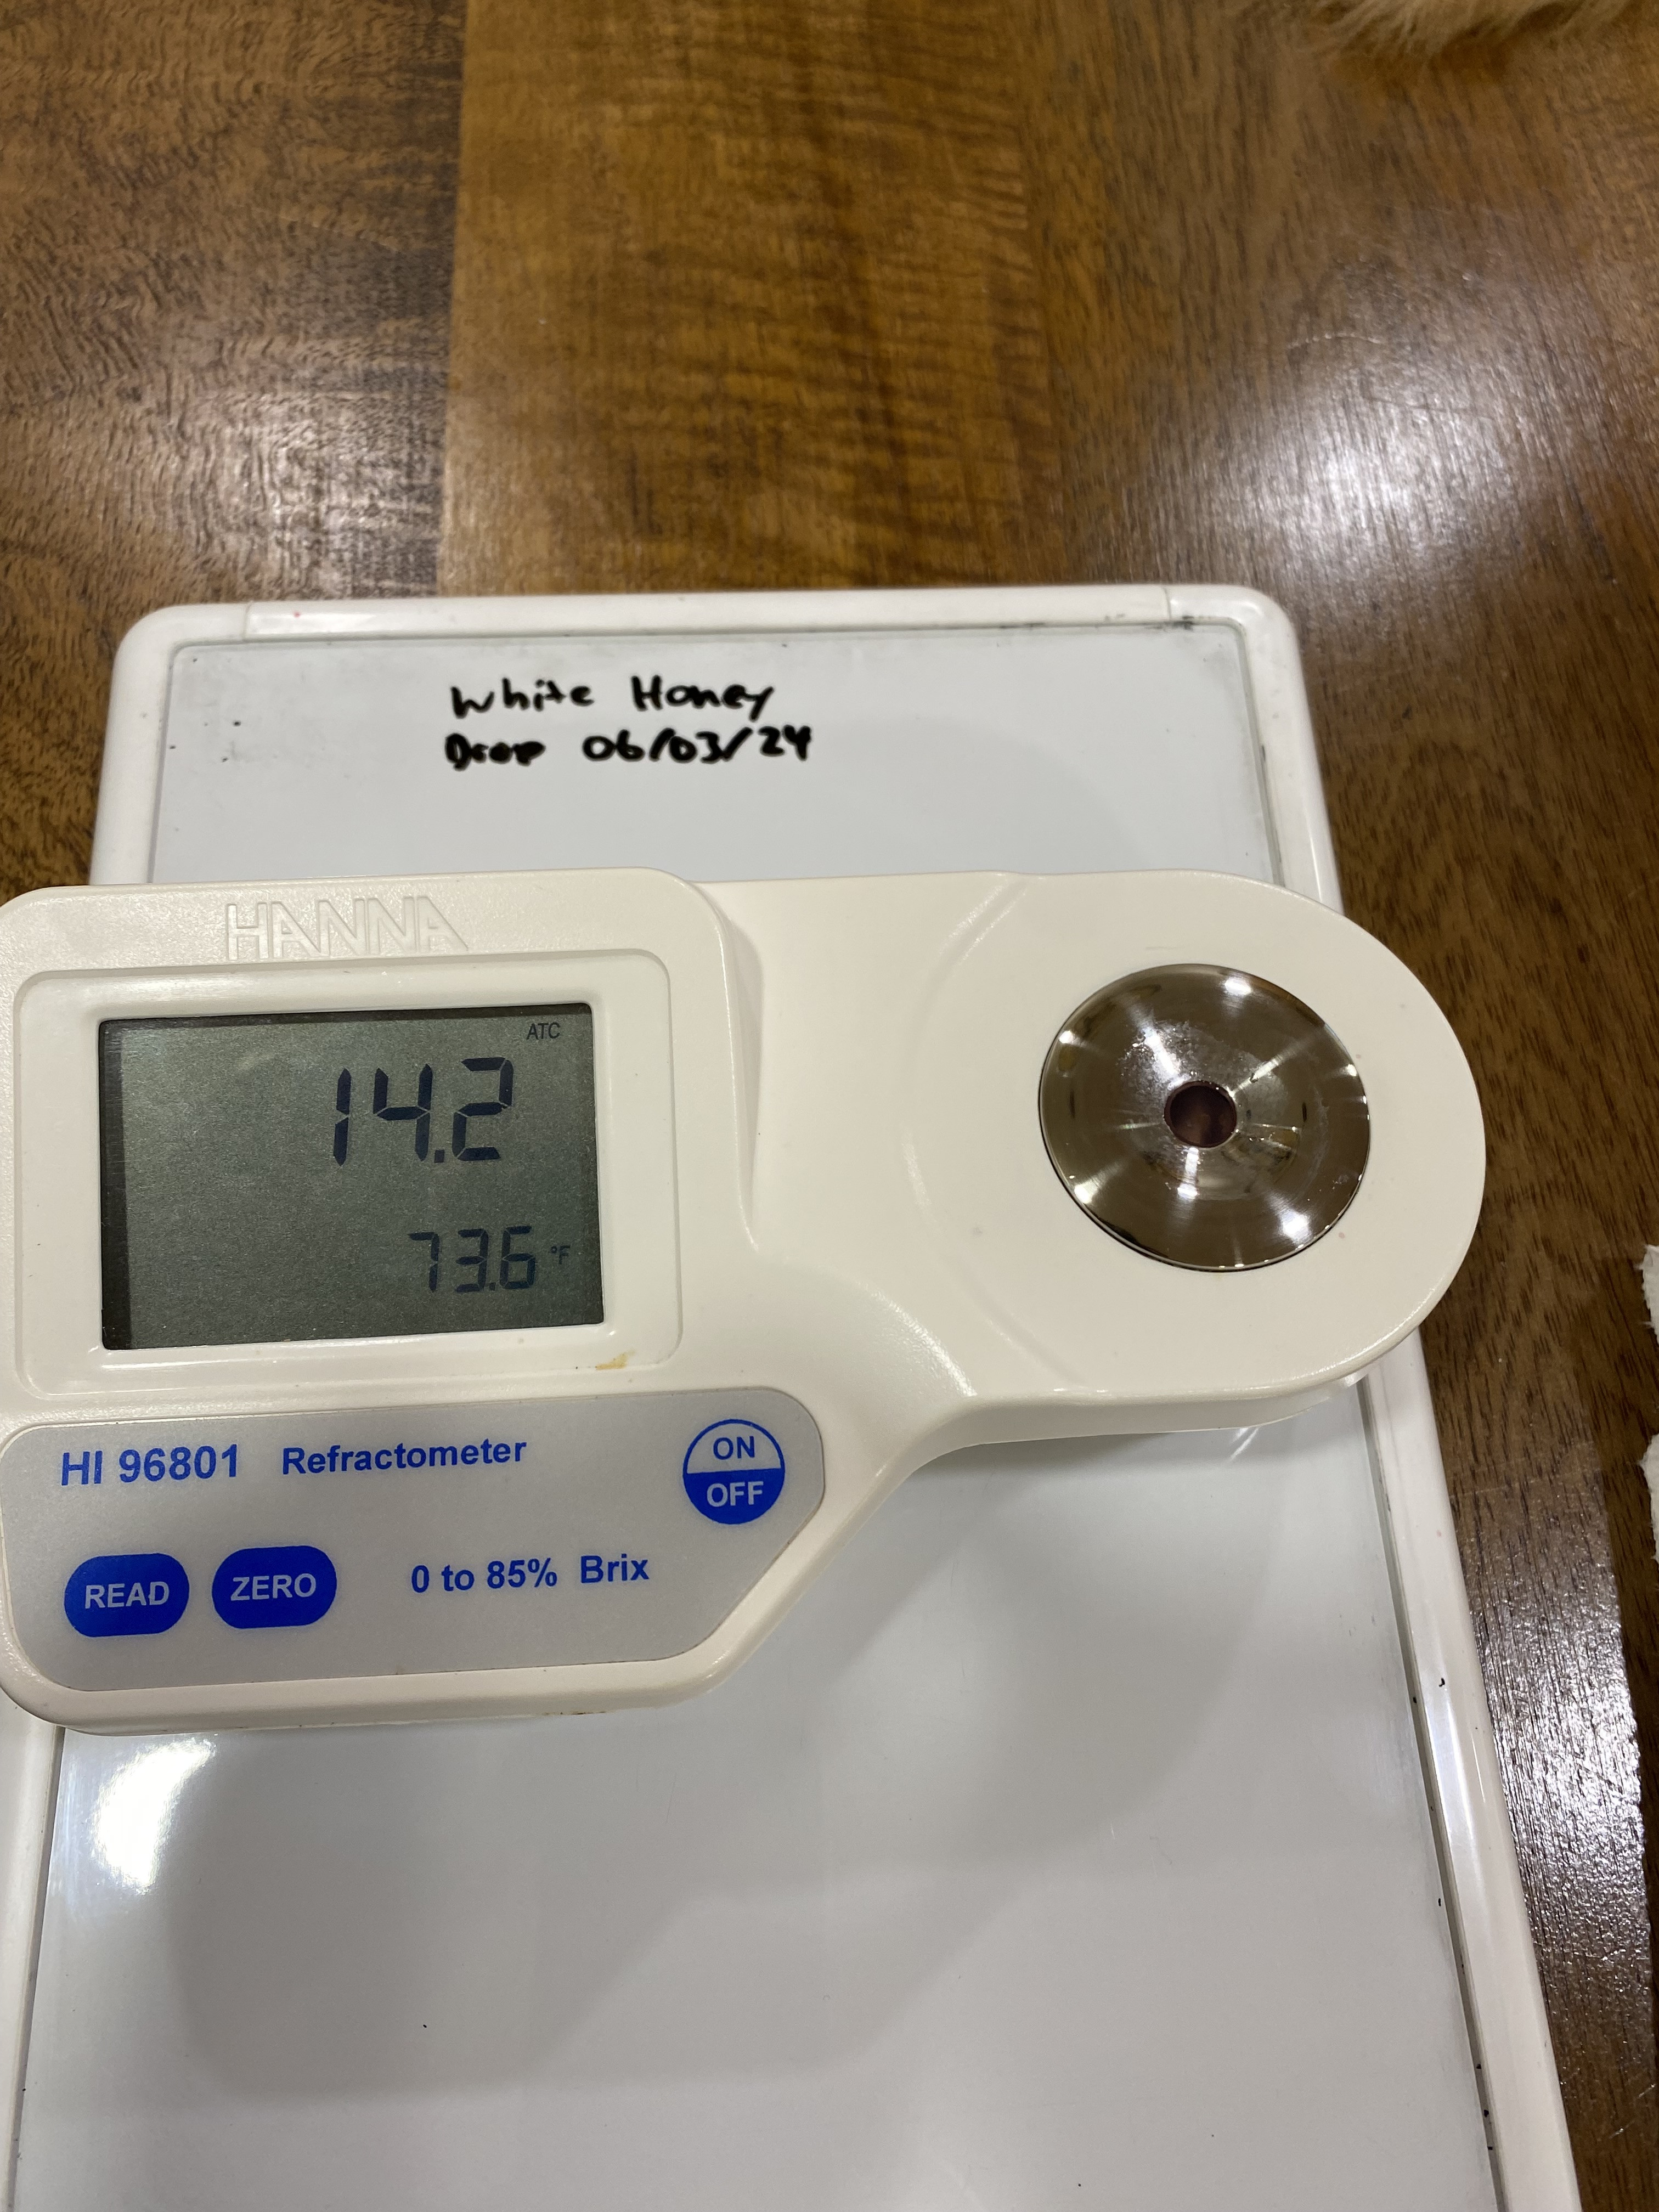 White Honey
Drop 06/03/24
HANNA
ATC
14.2
73.6 °F
HI 96801 Refractometer
ON
OFF
READ ZERO 0 to 85% Brix